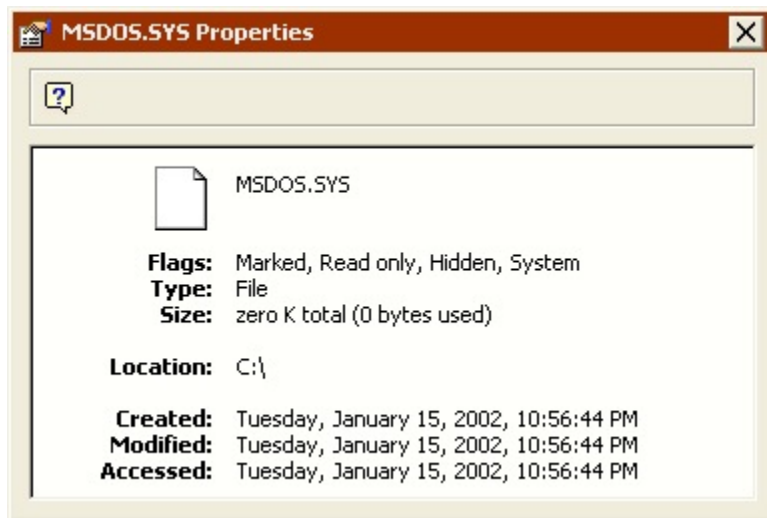 MSDOS.SYS Properties
?
MSDOS.SYS
Flags: Marked, Read only, Hidden, System
Type: File
Size: zero K total (0 bytes used)
Location: C:\
Created: Tuesday, January 15, 2002, 10:56:44 PM
Modified: Tuesday, January 15, 2002, 10:56:44 PM
Accessed: Tuesday, January 15, 2002, 10:56:44 PM